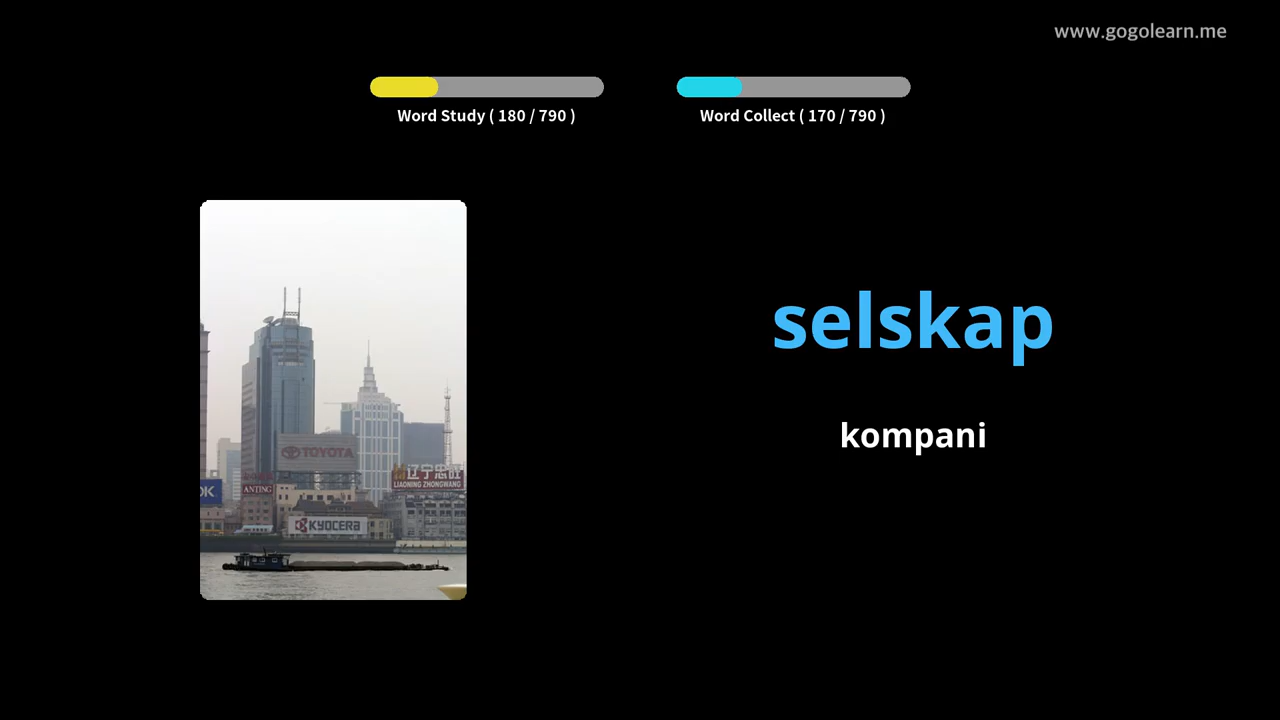 www.gogolearn.me
Word Study ( 180 / 790 )
Word Collect ( 170 / 790 )
selskap
kompani
TOYOTA
辽宁忠旺
LIAONING ZHONGWANG
OK
ANTING
KYOCERA